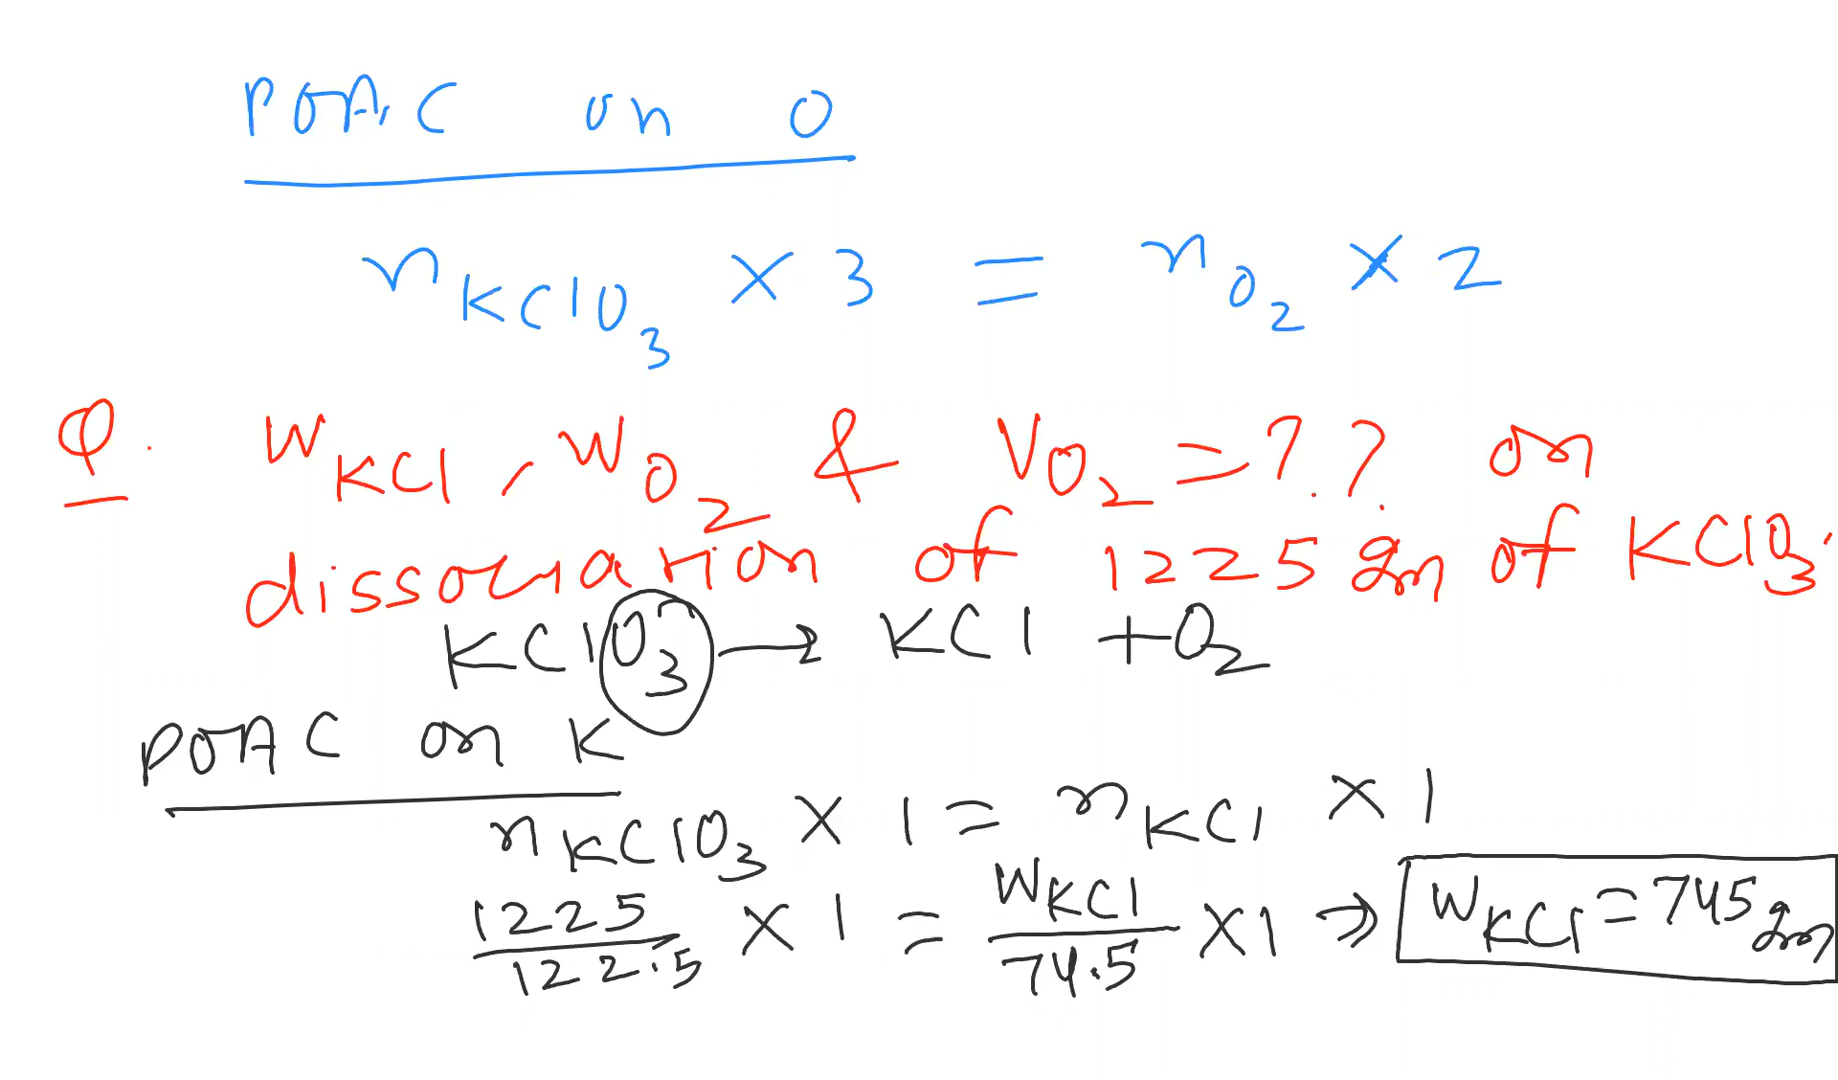 POAC on O
nKClO₃ × 3 = nO₂ × 2
Q. WKCl, WO₂ & VO₂ = ?? on
dissociation of 1225 gm of KClO₃.
KClO₃ → KCl + O₂
POAC on K
nKClO₃ × 1 = nKCl × 1
1225/122.5 × 1 = WKCl/74.5 × 1 ⇒ WKCl = 745 gm